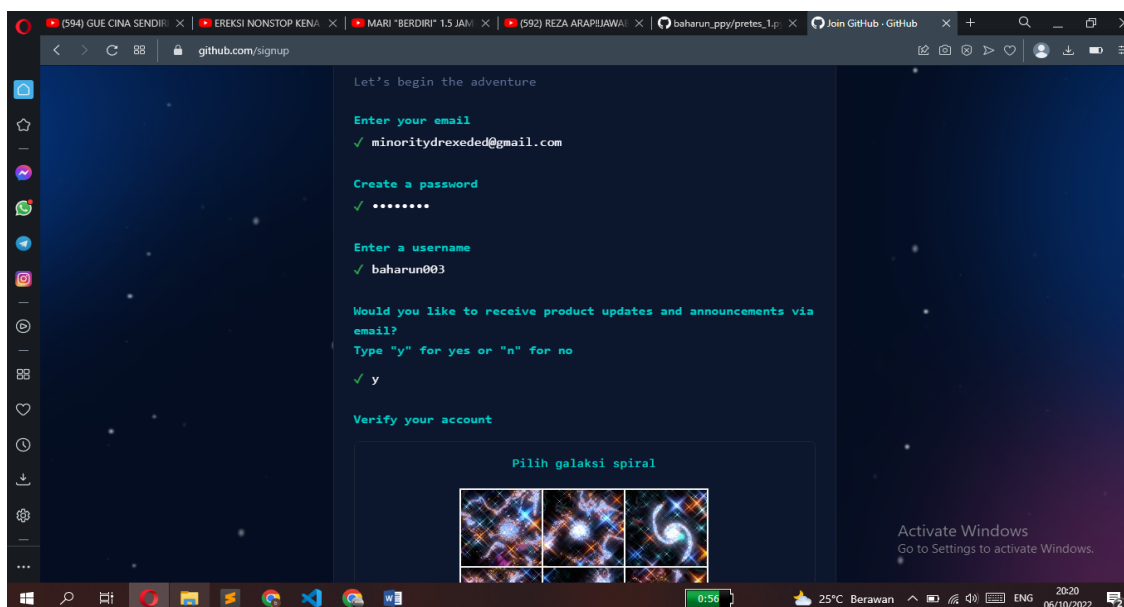 (594) GUE CINA SENDIRI
EREKSI NONSTOP KENA
MARI "BERDIRI" 1.5 JAM
(592) REZA ARAP!!JAWAB
baharun_ppy/pretes_1.p
Join GitHub · GitHub
github.com/signup
Let's begin the adventure
Enter your email
✓ minoritydrexeded@gmail.com
Create a password
✓ ••••••••
Enter a username
✓ baharun003
Would you like to receive product updates and announcements via
email?
Type "y" for yes or "n" for no
✓ y
Verify your account
Pilih galaksi spiral
Activate Windows
Go to Settings to activate Windows.
0:56
25°C Berawan
ENG
20:20
06/10/2022